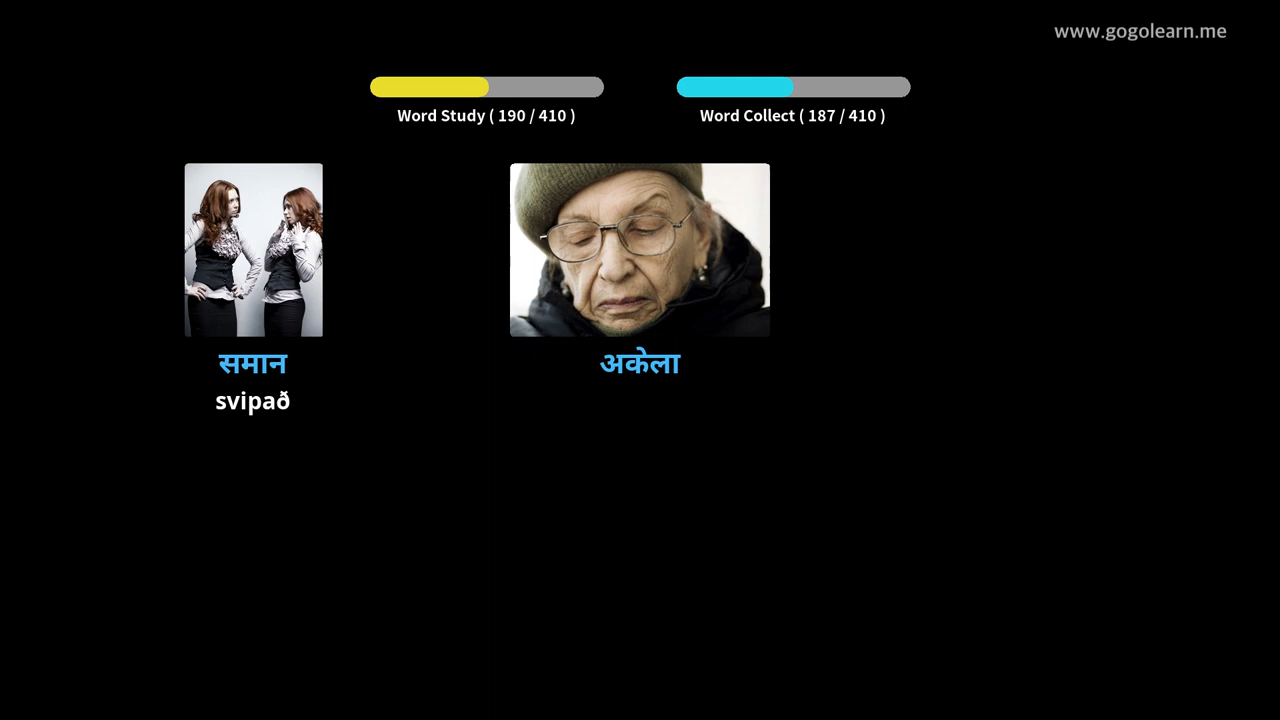 www.gogolearn.me
Word Study ( 190 / 410 )
Word Collect ( 187 / 410 )
समान
अकेला
svipað